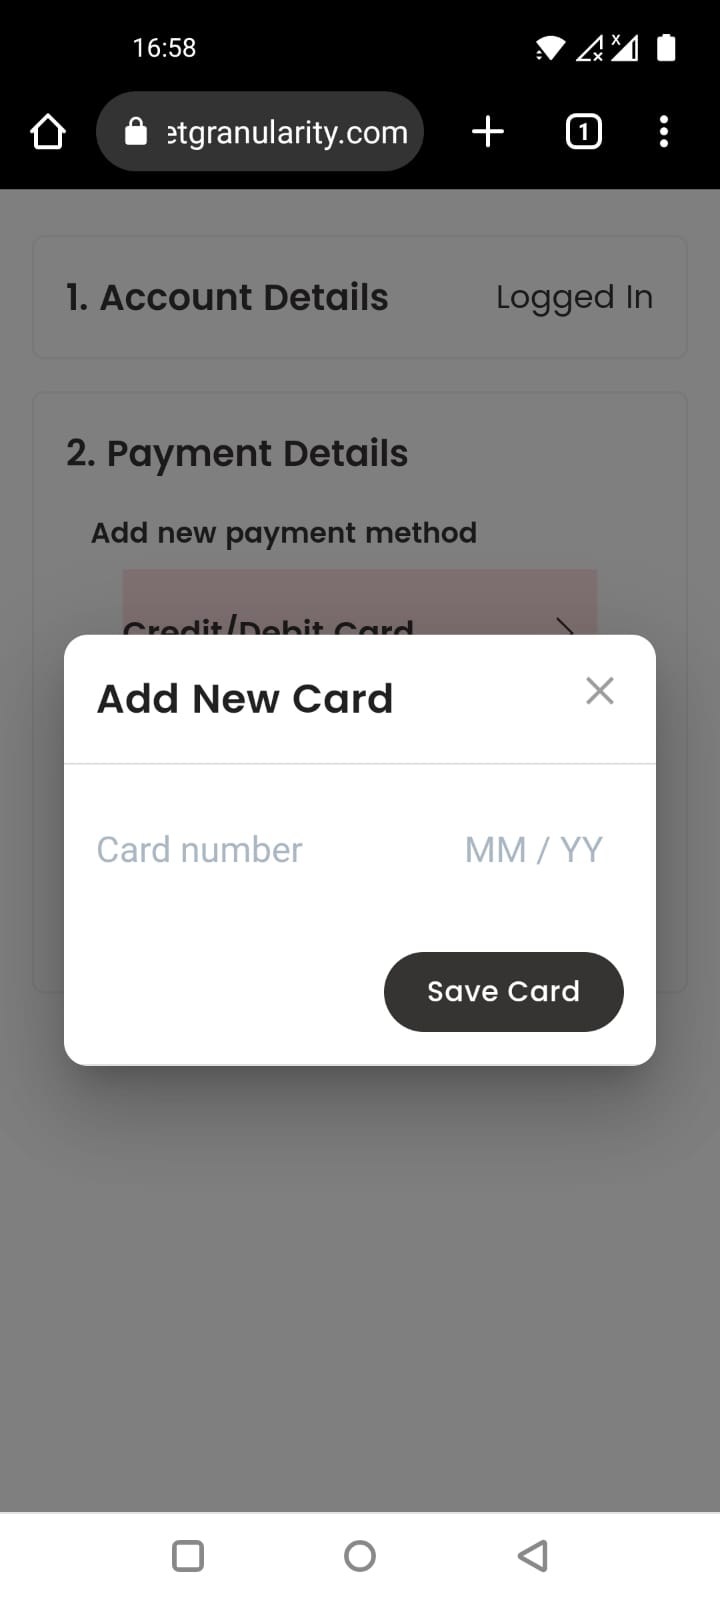 16:58
etgranularity.com
1
1. Account Details
Logged In
2. Payment Details
Add new payment method
Credit/Debit Card
Add New Card
Card number
MM / YY
Save Card